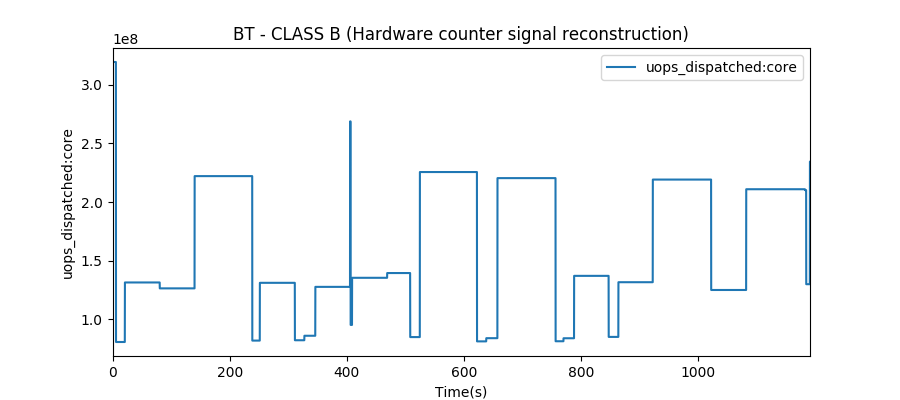 BT - CLASS B (Hardware counter signal reconstruction)
1e8
uops_dispatched:core
3.0
2.5
2.0
1.5
1.0
uops_dispatched:core
0 200 400 600 800 1000
Time(s)